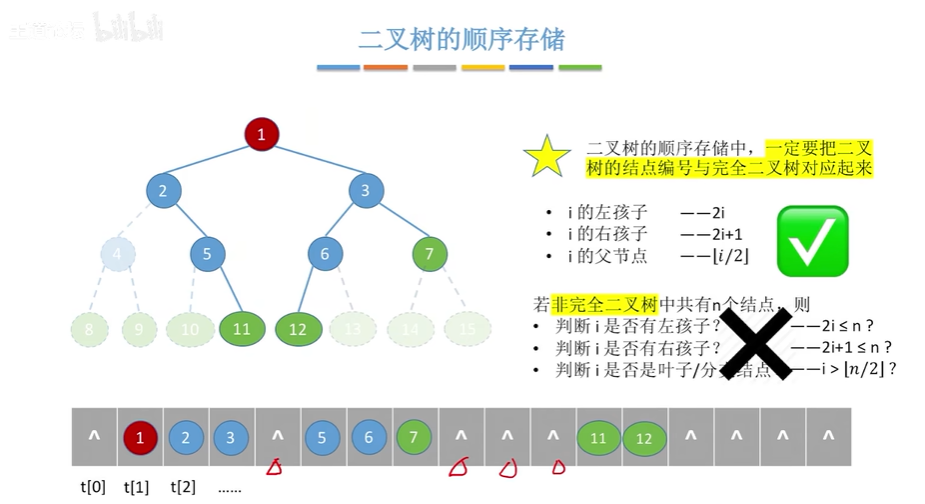 bilibili
二叉树的顺序存储
1
2
3
4
5
6
7
8
9
10
11
12
13
14
15
二叉树的顺序存储中，一定要把二叉
树的结点编号与完全二叉树对应起来
• i 的左孩子 ——2i
• i 的右孩子 ——2i+1
• i 的父节点 ——⌊i/2⌋
若非完全二叉树中共有n个结点，则
• 判断 i 是否有左孩子？ ——2i ≤ n ?
• 判断 i 是否有右孩子？ ——2i+1 ≤ n ?
• 判断 i 是否是叶子/分支结点 ——i > ⌊n/2⌋ ?
^ 1 2 3 ^ 5 6 7 ^ ^ ^ 11 12 ^ ^ ^ ^
t[0] t[1] t[2] ......